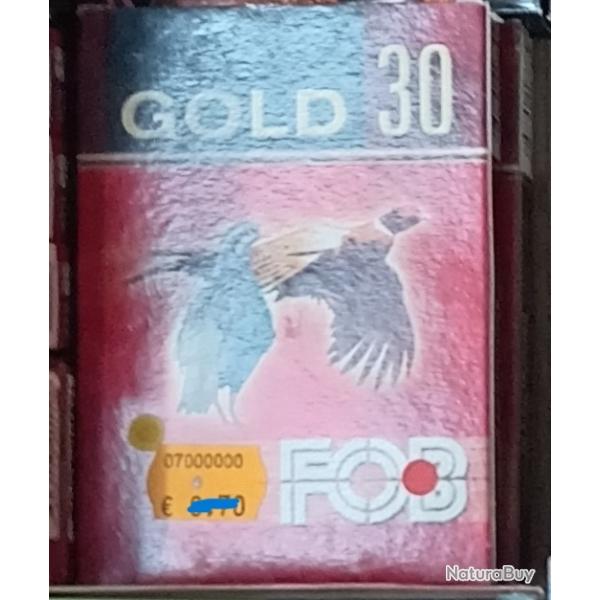 GOLD 30
07000000
€
FOB
NaturaBuy